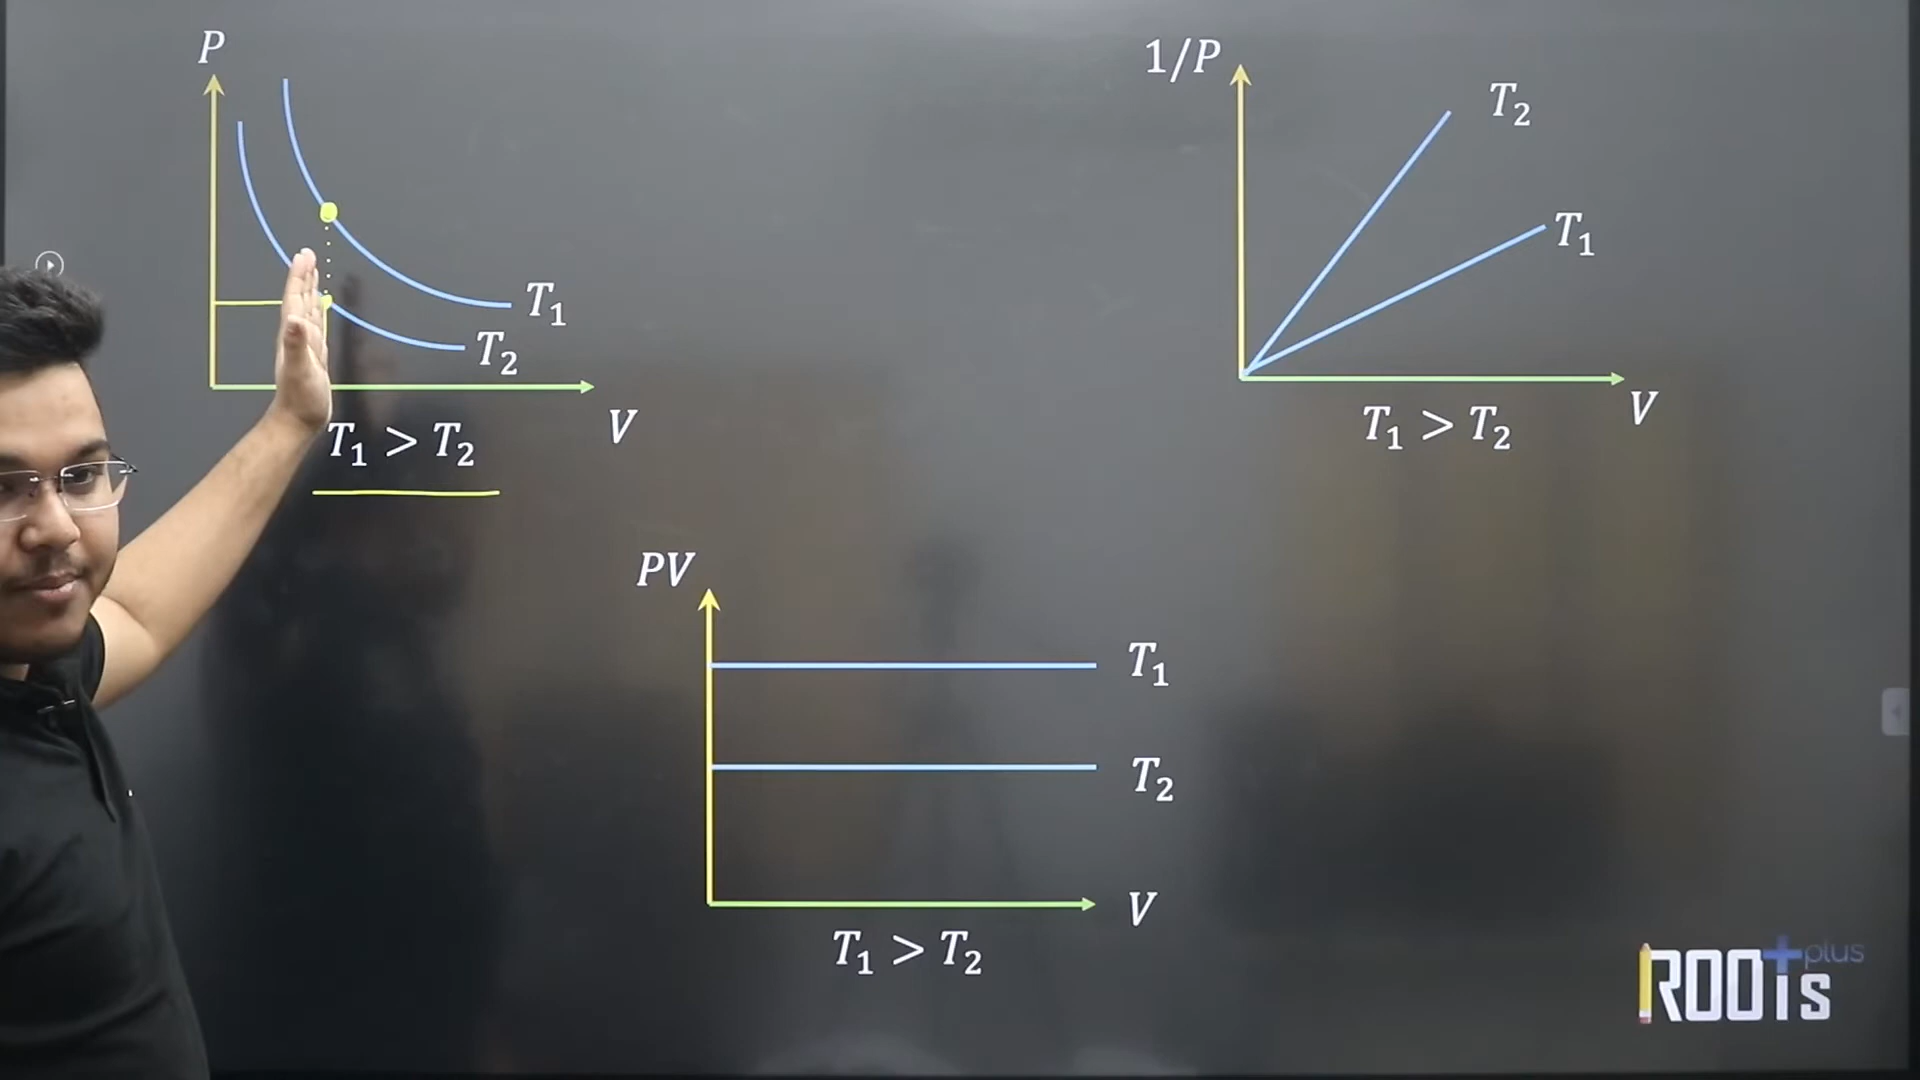 P
T₁
T₂
V
T₁ > T₂
1/P
T₂
T₁
V
T₁ > T₂
PV
T₁
T₂
V
T₁ > T₂
ROOTS plus